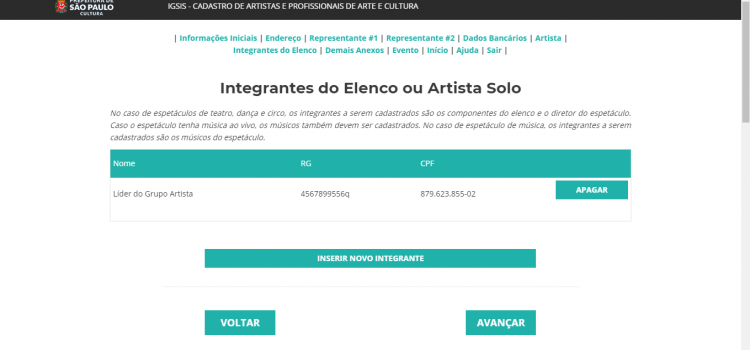 PREFEITURA DE
SÃO PAULO
CULTURA
IGSIS - CADASTRO DE ARTISTAS E PROFISSIONAIS DE ARTE E CULTURA
| Informações Iniciais | Endereço | Representante #1 | Representante #2 | Dados Bancários | Artista |
Integrantes do Elenco | Demais Anexos | Evento | Início | Ajuda | Sair |
Integrantes do Elenco ou Artista Solo
No caso de espetáculos de teatro, dança e circo, os integrantes a serem cadastrados são os componentes do elenco e o diretor do espetáculo.
Caso o espetáculo tenha música ao vivo, os músicos também devem ser cadastrados. No caso de espetáculo de música, os integrantes a serem
cadastrados são os músicos do espetáculo.
Nome RG CPF
Líder do Grupo Artista 4567899556q 879.623.855-02 APAGAR
INSERIR NOVO INTEGRANTE
VOLTAR AVANÇAR